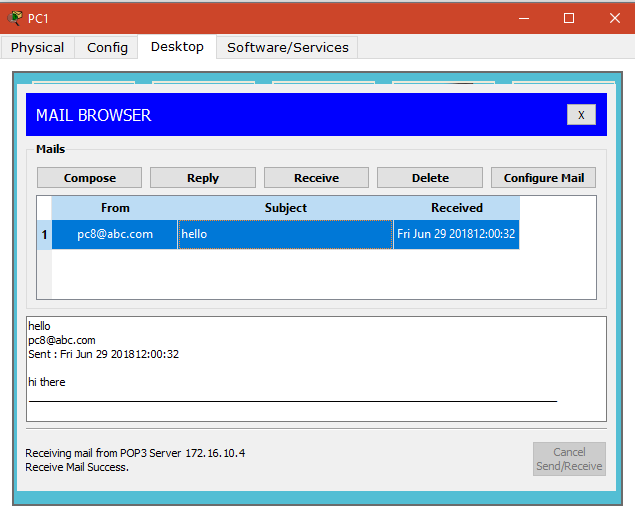 PC1
Physical Config Desktop Software/Services
MAIL BROWSER X
Mails
Compose Reply Receive Delete Configure Mail
From Subject Received
1 pc8@abc.com hello Fri Jun 29 201812:00:32
hello
pc8@abc.com
Sent : Fri Jun 29 201812:00:32
hi there
Receiving mail from POP3 Server 172.16.10.4
Receive Mail Success.
Cancel
Send/Receive